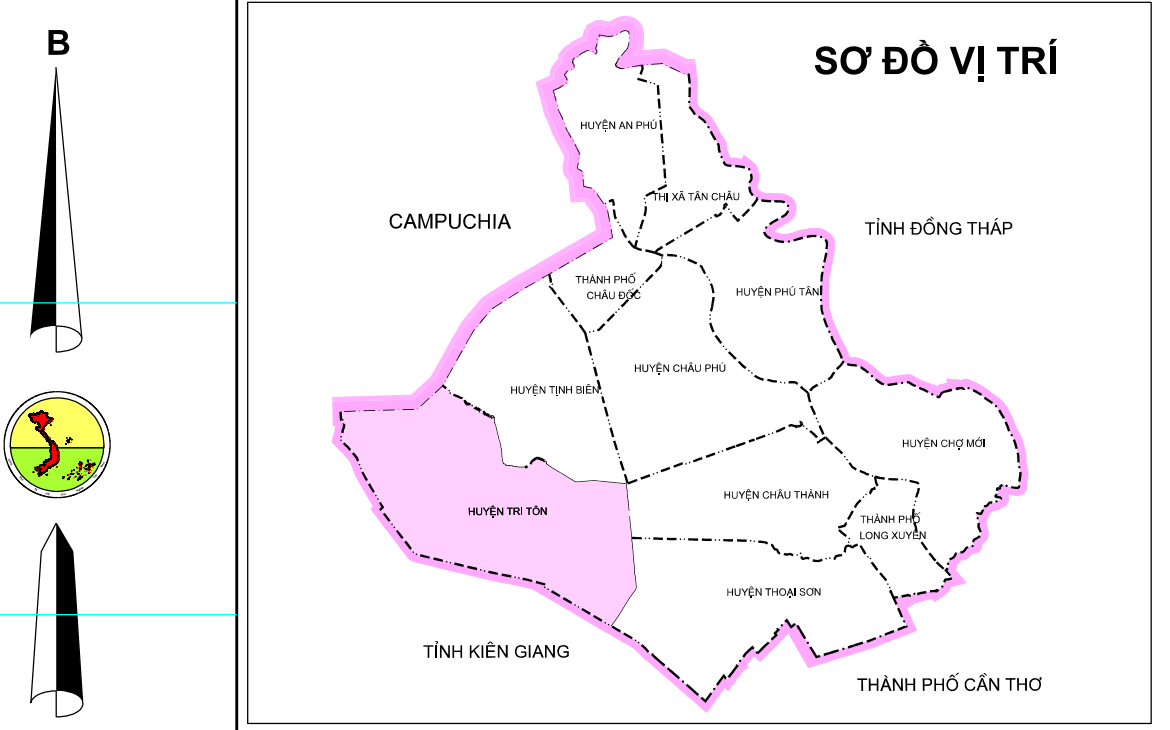 B
SƠ ĐỒ VỊ TRÍ
HUYỆN AN PHÚ
THỊ XÃ TÂN CHÂU
CAMPUCHIA
TỈNH ĐỒNG THÁP
THÀNH PHỐ
CHÂU ĐỐC
HUYỆN PHÚ TÂN
HUYỆN CHÂU PHÚ
HUYỆN TỊNH BIÊN
HUYỆN CHỢ MỚI
HUYỆN CHÂU THÀNH
HUYỆN TRI TÔN
THÀNH PHỐ
LONG XUYÊN
HUYỆN THOẠI SƠN
TỈNH KIÊN GIANG
THÀNH PHỐ CẦN THƠ